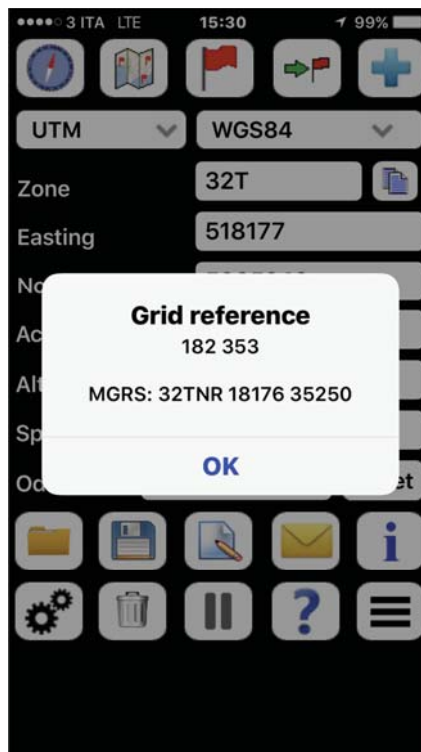 3 ITA LTE 15:30 99%
UTM WGS84
Zone 32T
Easting 518177
Grid reference
182 353
MGRS: 32TNR 18176 35250
OK